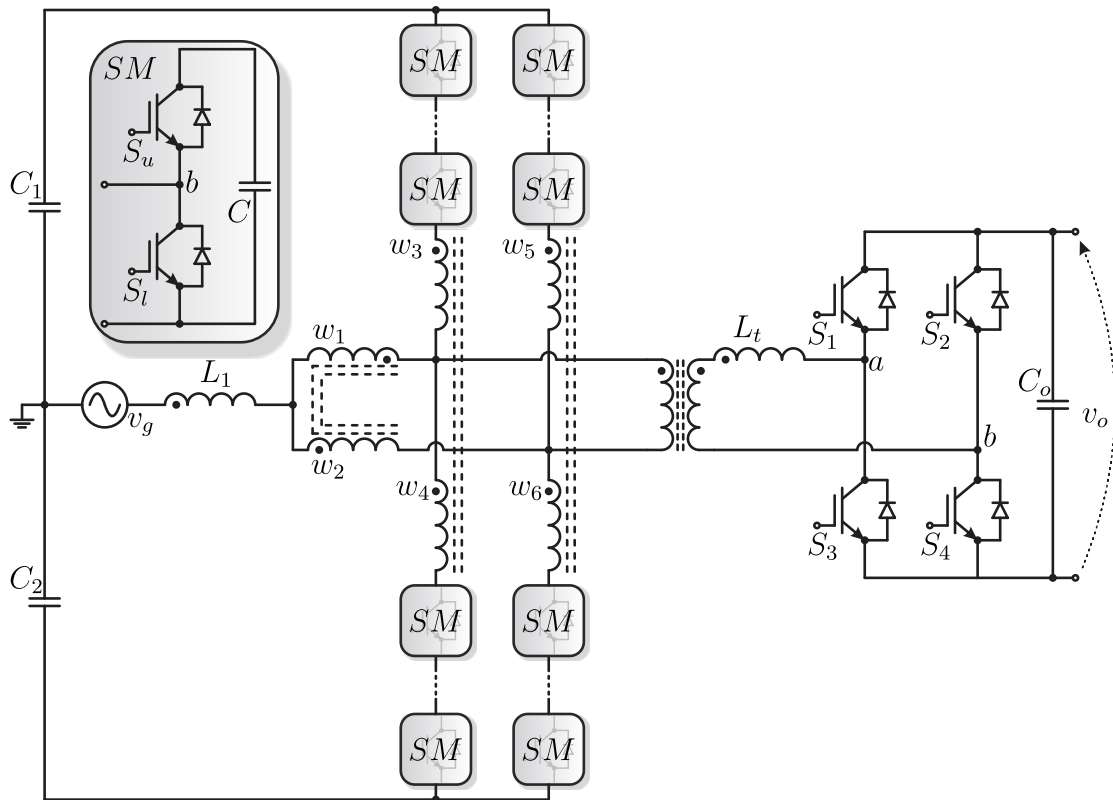 SM SM
SM
S_u
C_1 b SM SM
C
w_3 w_5
S_l
w_1 L_t S_1 S_2
L_1 a C_o
v_g v_o
b
w_2
w_4 w_6
S_3 S_4
C_2
SM SM
SM SM